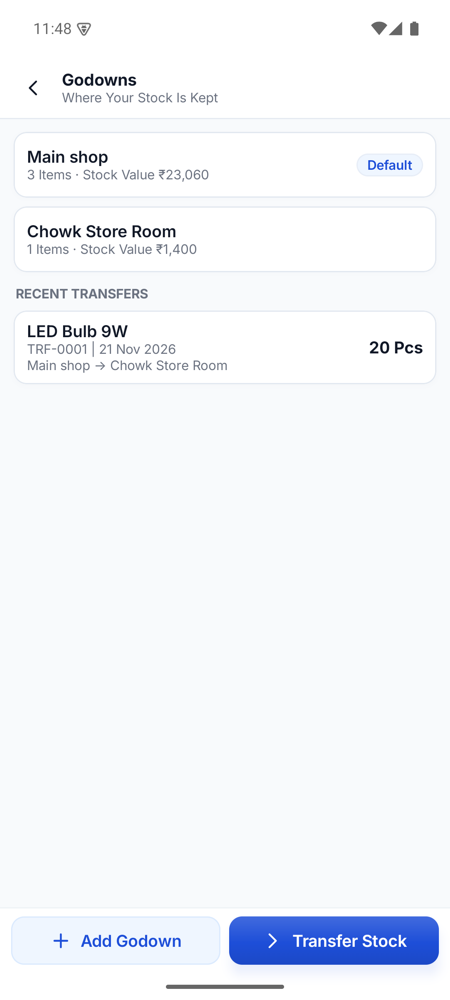 11:48
Godowns
Where Your Stock Is Kept
Main shop
3 Items · Stock Value ₹23,060
Default
Chowk Store Room
1 Items · Stock Value ₹1,400
RECENT TRANSFERS
LED Bulb 9W
TRF-0001 | 21 Nov 2026
Main shop → Chowk Store Room
20 Pcs
Add Godown
Transfer Stock